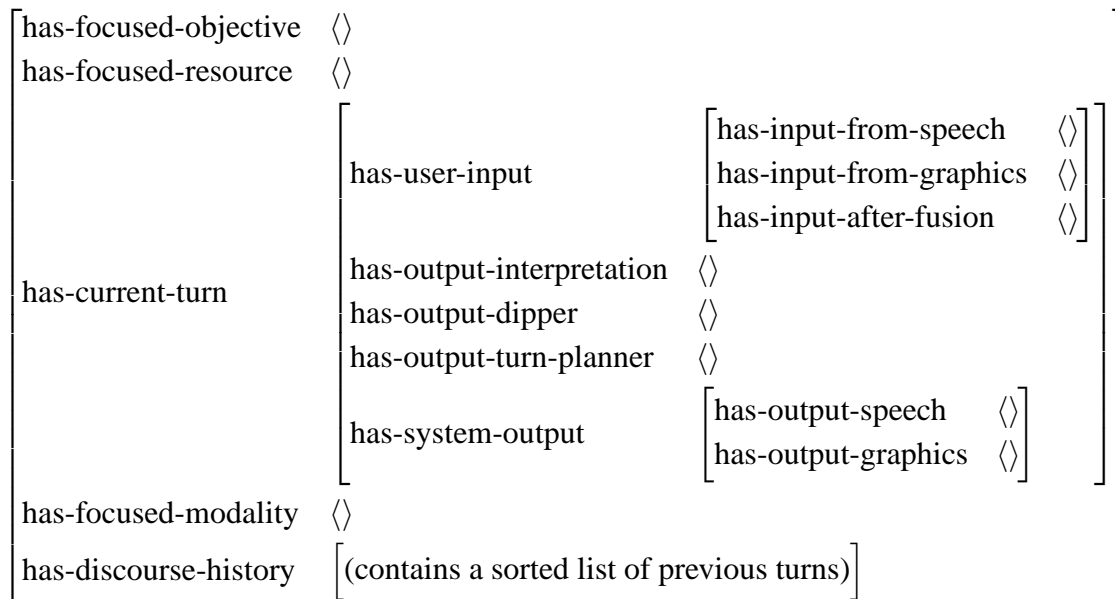 has-focused-objective ⟨⟩
has-focused-resource ⟨⟩
has-input-from-speech ⟨⟩
has-user-input has-input-from-graphics ⟨⟩
has-input-after-fusion ⟨⟩
has-output-interpretation ⟨⟩
has-current-turn
has-output-dipper ⟨⟩
has-output-turn-planner ⟨⟩
has-output-speech ⟨⟩
has-system-output
has-output-graphics ⟨⟩
has-focused-modality ⟨⟩
has-discourse-history [(contains a sorted list of previous turns)]